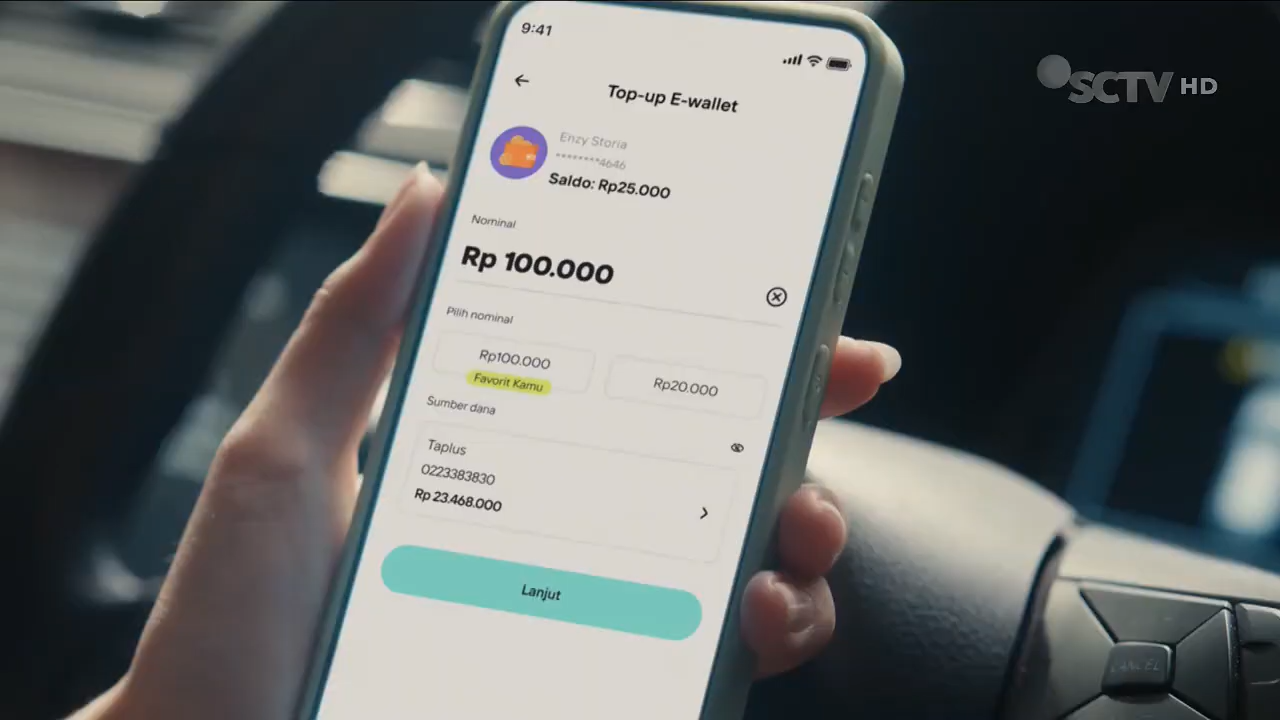 9:41
SCTV HD
Top-up E-wallet
Enzy Storia
********4646
Saldo: Rp25.000
Nominal
Rp 100.000
Pilih nominal
Rp100.000
Favorit Kamu
Rp20.000
Sumber dana
Taplus
0223383830
Rp 23.468.000
Lanjut
CANCEL